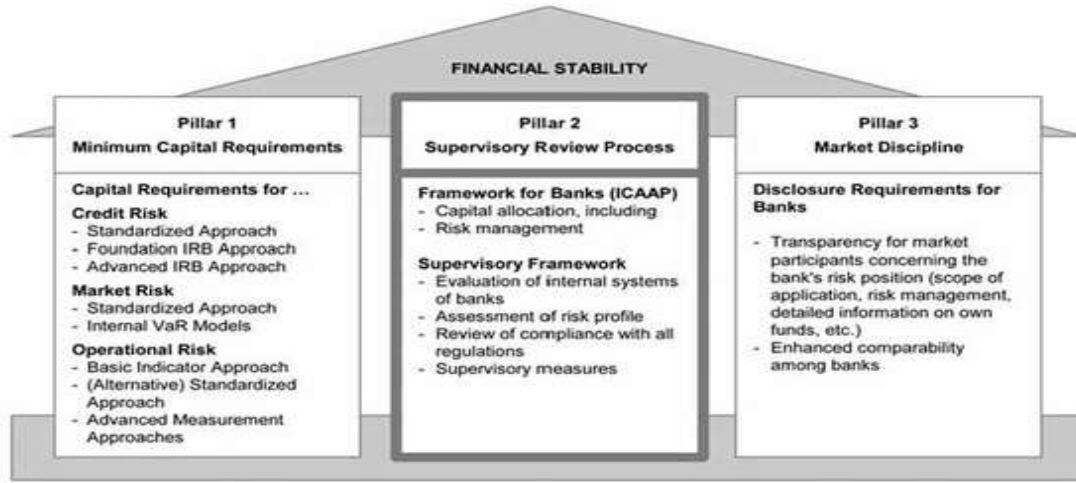 FINANCIAL STABILITY
Pillar 1
Minimum Capital Requirements
Capital Requirements for ...
Credit Risk
- Standardized Approach
- Foundation IRB Approach
- Advanced IRB Approach
Market Risk
- Standardized Approach
- Internal VaR Models
Operational Risk
- Basic Indicator Approach
- (Alternative) Standardized
Approach
- Advanced Measurement
Approaches
Pillar 2
Supervisory Review Process
Framework for Banks (ICAAP)
- Capital allocation, including
- Risk management
Supervisory Framework
- Evaluation of internal systems
of banks
- Assessment of risk profile
- Review of compliance with all
regulations
- Supervisory measures
Pillar 3
Market Discipline
Disclosure Requirements for
Banks
- Transparency for market
participants concerning the
bank's risk position (scope of
application, risk management,
detailed information on own
funds, etc.)
- Enhanced comparability
among banks